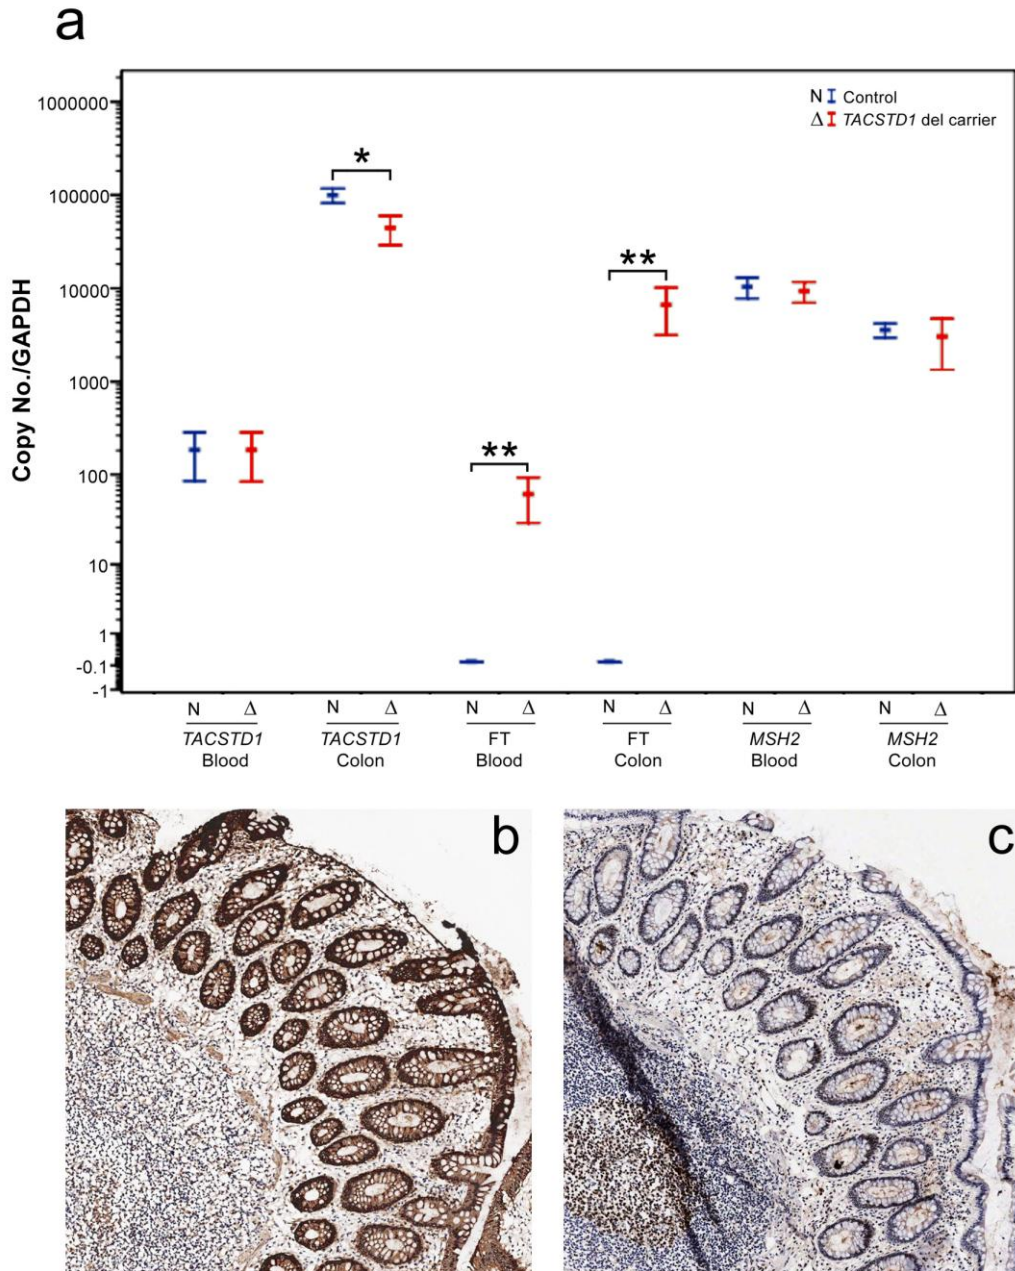 a
N Control
Δ TACSTD1 del carrier
Copy No./GAPDH
1000000
100000
10000
1000
100
10
1
-0.1
-1
*
**
**
N Δ N Δ N Δ N Δ N Δ N Δ
TACSTD1 TACSTD1 FT FT MSH2 MSH2
Blood Colon Blood Colon Blood Colon
b
c